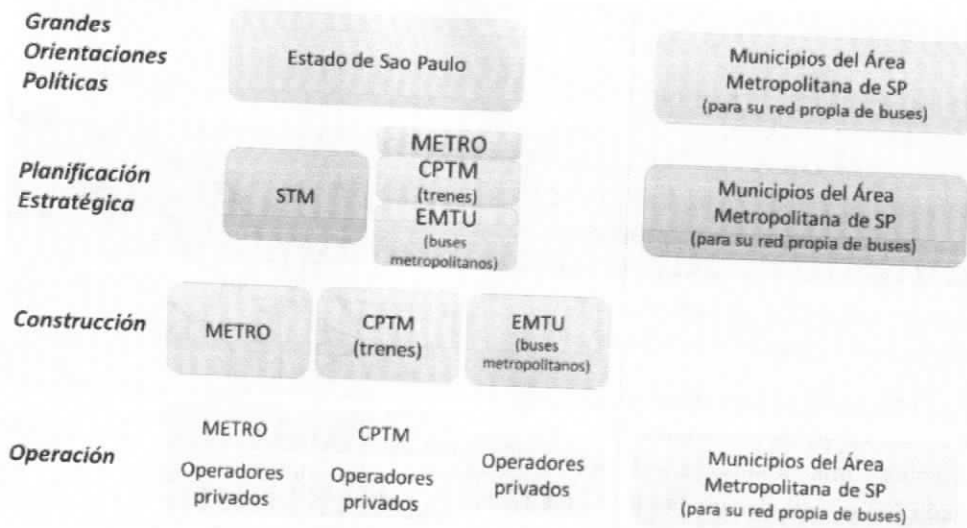 Grandes
Orientaciones
Políticas
Estado de Sao Paulo
Municipios del Área
Metropolitana de SP
(para su red propia de buses)
Planificación
Estratégica
STM
METRO
CPTM
(trenes)
EMTU
(buses
metropolitanos)
Municipios del Área
Metropolitana de SP
(para su red propia de buses)
Construcción
METRO
CPTM
(trenes)
EMTU
(buses
metropolitanos)
Operación
METRO
Operadores
privados
CPTM
Operadores
privados
Operadores
privados
Municipios del Área
Metropolitana de SP
(para su red propia de buses)